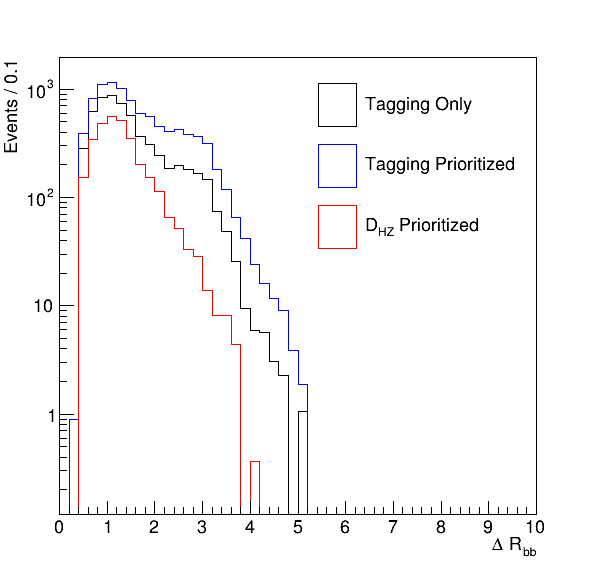 Events / 0.1
10³
10²
10
1
Tagging Only
Tagging Prioritized
D_HZ Prioritized
0 1 2 3 4 5 6 7 8 9 10
Δ R_bb